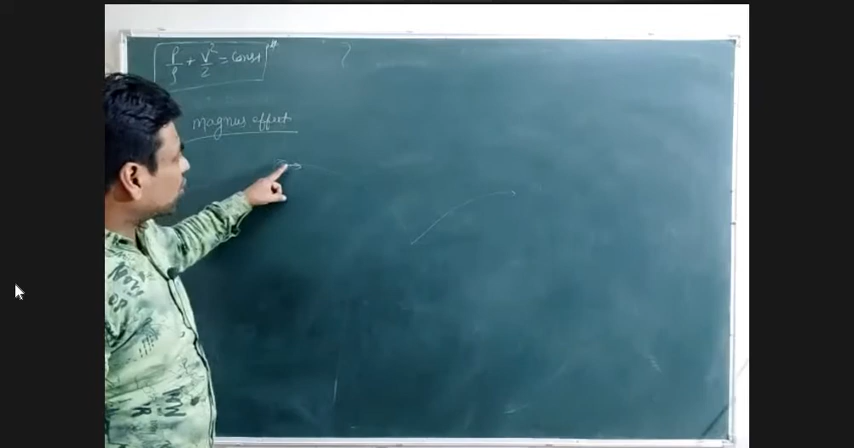 P/ρ + V²/2 = Const
magnus effect